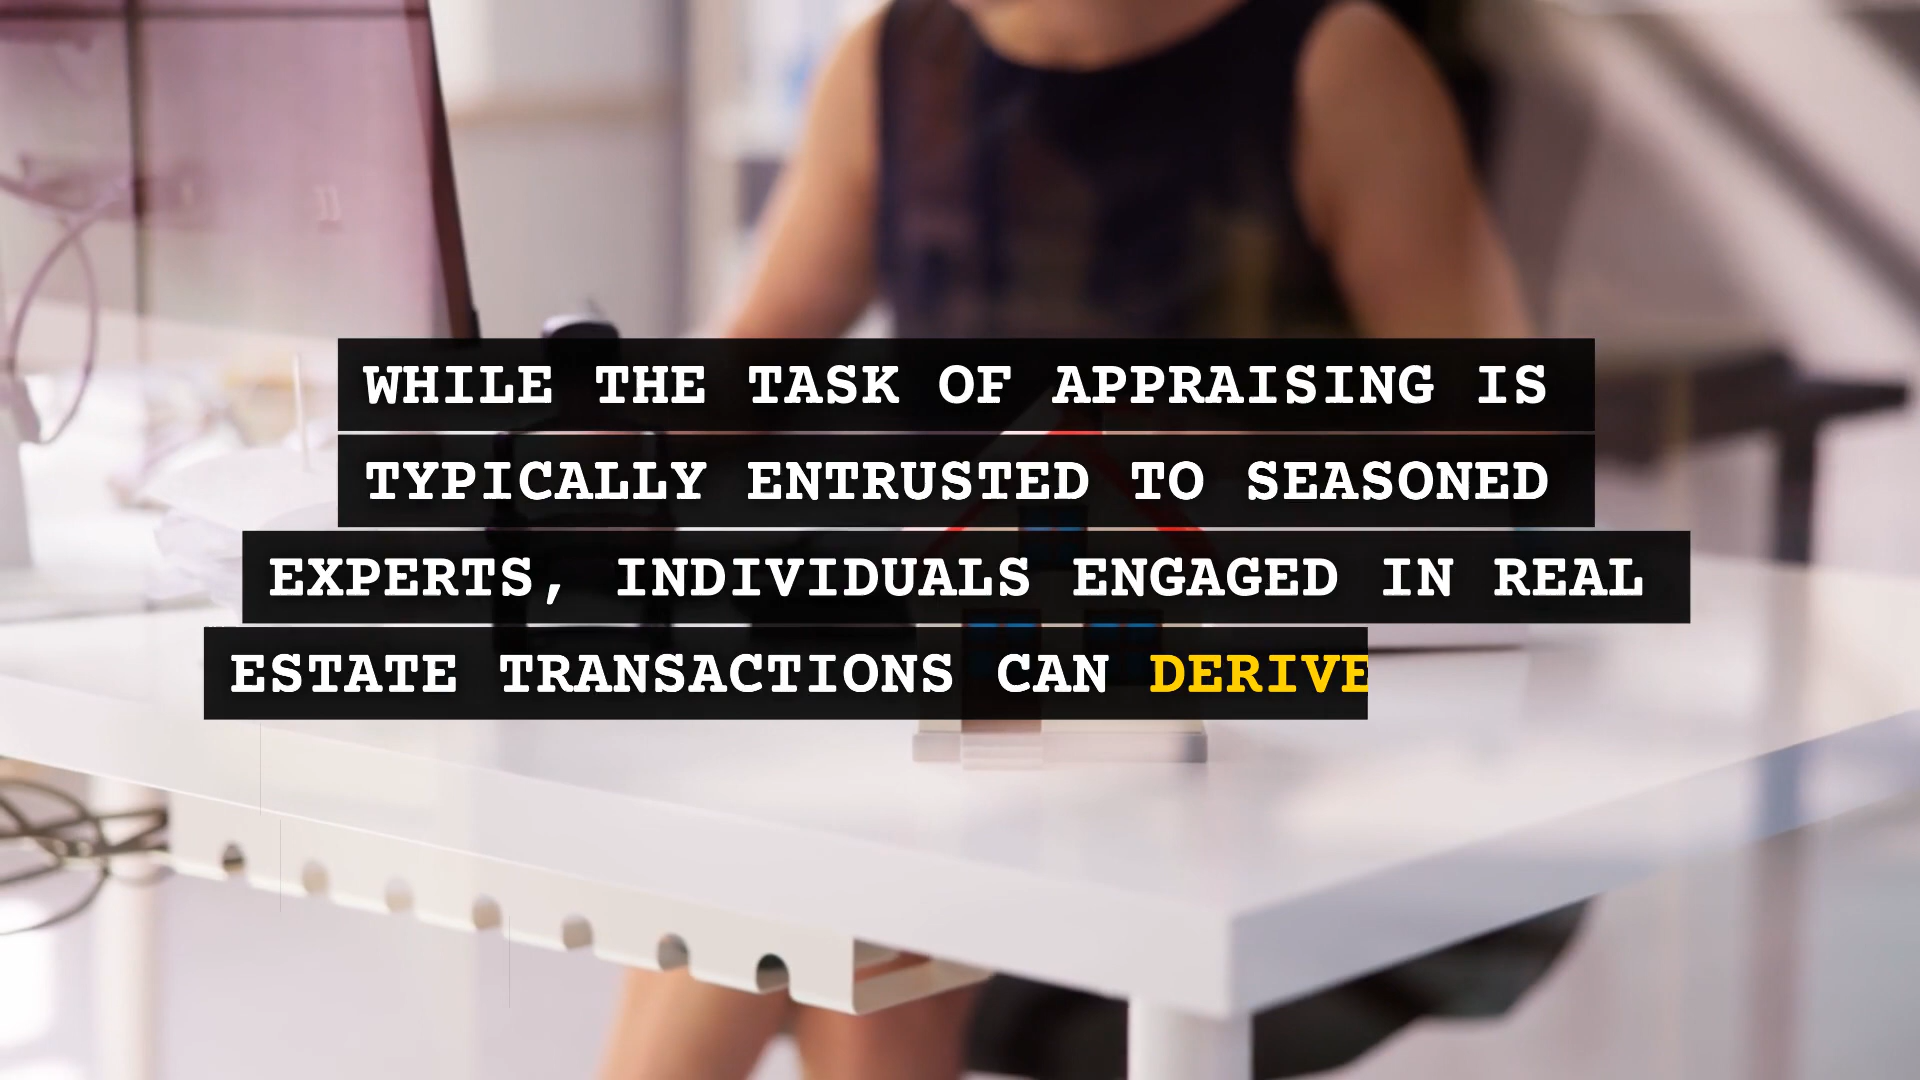 WHILE THE TASK OF APPRAISING IS
TYPICALLY ENTRUSTED TO SEASONED
EXPERTS, INDIVIDUALS ENGAGED IN REAL
ESTATE TRANSACTIONS CAN DERIVE